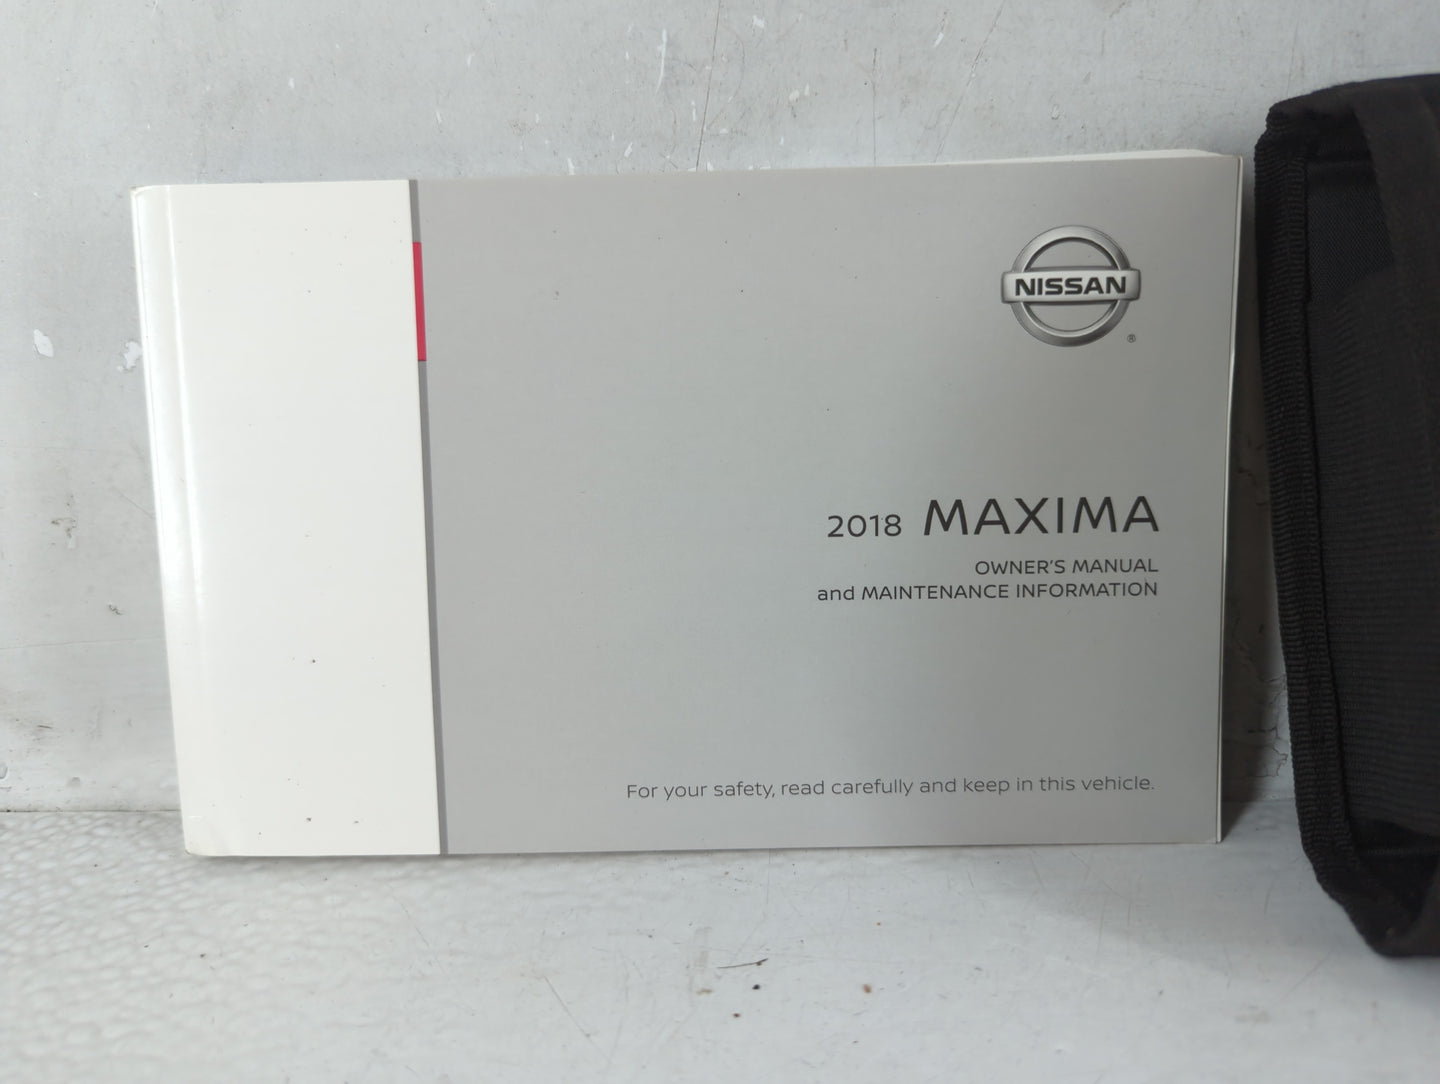 NISSAN
®
2018 MAXIMA
OWNER'S MANUAL
and MAINTENANCE INFORMATION
For your safety, read carefully and keep in this vehicle.